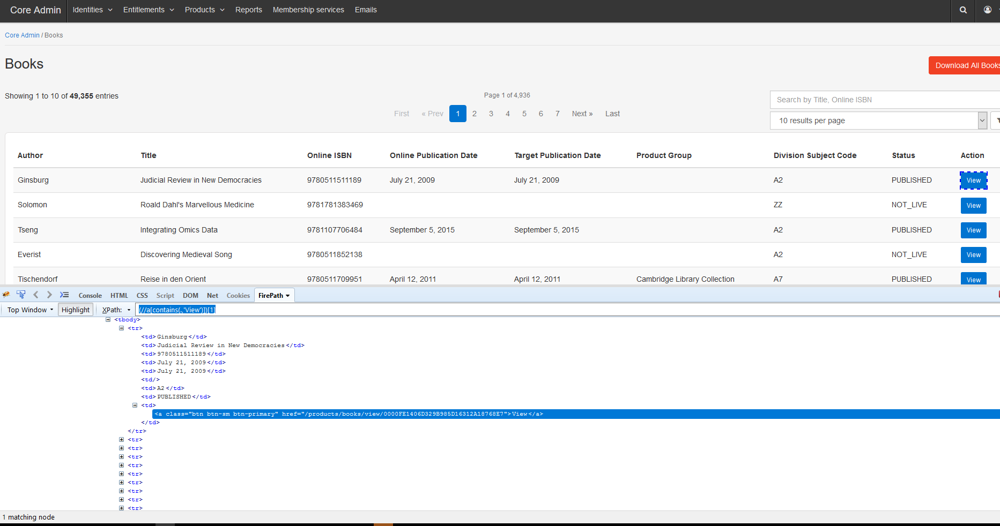 Core Admin Identities Entitlements Products Reports Membership services Emails
Core Admin / Books
Books
Download All Books
Showing 1 to 10 of 49,355 entries
Page 1 of 4,936
First « Prev 1 2 3 4 5 6 7 Next » Last
Search by Title, Online ISBN
10 results per page
Author Title Online ISBN Online Publication Date Target Publication Date Product Group Division Subject Code Status Action
Ginsburg Judicial Review in New Democracies 9780511511189 July 21, 2009 July 21, 2009 A2 PUBLISHED View
Solomon Roald Dahl's Marvellous Medicine 9781781383469 ZZ NOT_LIVE View
Tseng Integrating Omics Data 9781107706484 September 5, 2015 September 5, 2015 A2 PUBLISHED View
Everist Discovering Medieval Song 9780511852138 A2 NOT_LIVE View
Tischendorf Reise in den Orient 9780511709951 April 12, 2011 April 12, 2011 Cambridge Library Collection A7 PUBLISHED View
Console HTML CSS Script DOM Net Cookies FirePath
Top Window Highlight XPath: (//a[contains(.,'View')])[1]
<tbody>
<tr>
<td>Ginsburg</td>
<td>Judicial Review in New Democracies</td>
<td>9780511511189</td>
<td>July 21, 2009</td>
<td>July 21, 2009</td>
<td/>
<td>A2</td>
<td>PUBLISHED</td>
<td>
<a class="btn btn-sm btn-primary" href="/products/books/view/0000FE1406D329B985D16312A18768E7">View</a>
</td>
</tr>
<tr>
<tr>
<tr>
<tr>
<tr>
<tr>
<tr>
<tr>
<tr>
1 matching node